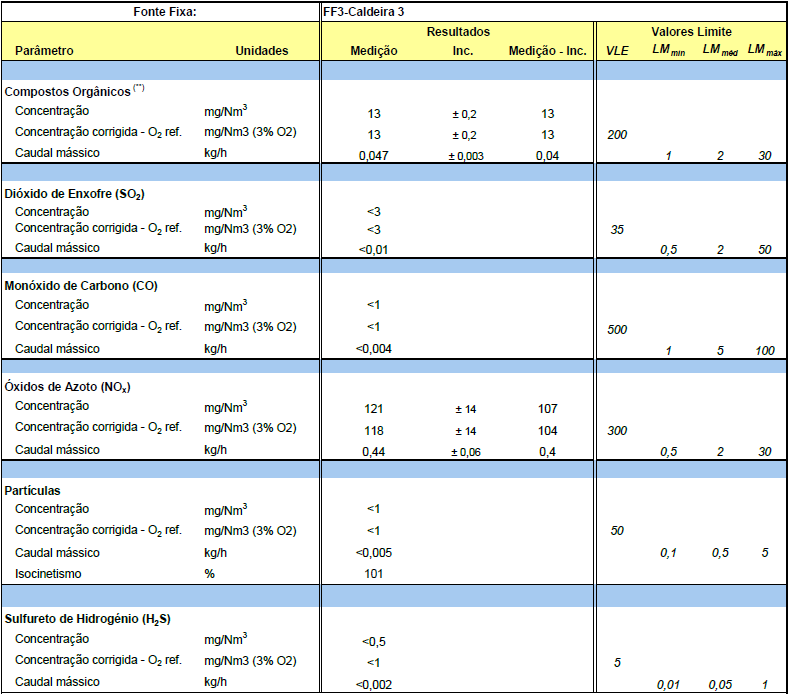 Fonte Fixa: FF3-Caldeira 3
Resultados Valores Limite
Parâmetro Unidades Medição Inc. Medição - Inc. VLE LM mín LM méd LM máx
Compostos Orgânicos (**)
Concentração mg/Nm3 13 ± 0,2 13
Concentração corrigida - O2 ref. mg/Nm3 (3% O2) 13 ± 0,2 13 200
Caudal mássico kg/h 0,047 ± 0,003 0,04 1 2 30
Dióxido de Enxofre (SO2)
Concentração mg/Nm3 <3
Concentração corrigida - O2 ref. mg/Nm3 (3% O2) <3 35
Caudal mássico kg/h <0,01 0,5 2 50
Monóxido de Carbono (CO)
Concentração mg/Nm3 <1
Concentração corrigida - O2 ref. mg/Nm3 (3% O2) <1 500
Caudal mássico kg/h <0,004 1 5 100
Óxidos de Azoto (NOx)
Concentração mg/Nm3 121 ± 14 107
Concentração corrigida - O2 ref. mg/Nm3 (3% O2) 118 ± 14 104 300
Caudal mássico kg/h 0,44 ± 0,06 0,4 0,5 2 30
Partículas
Concentração mg/Nm3 <1
Concentração corrigida - O2 ref. mg/Nm3 (3% O2) <1 50
Caudal mássico kg/h <0,005 0,1 0,5 5
Isocinetismo % 101
Sulfureto de Hidrogénio (H2S)
Concentração mg/Nm3 <0,5
Concentração corrigida - O2 ref. mg/Nm3 (3% O2) <1 5
Caudal mássico kg/h <0,002 0,01 0,05 1